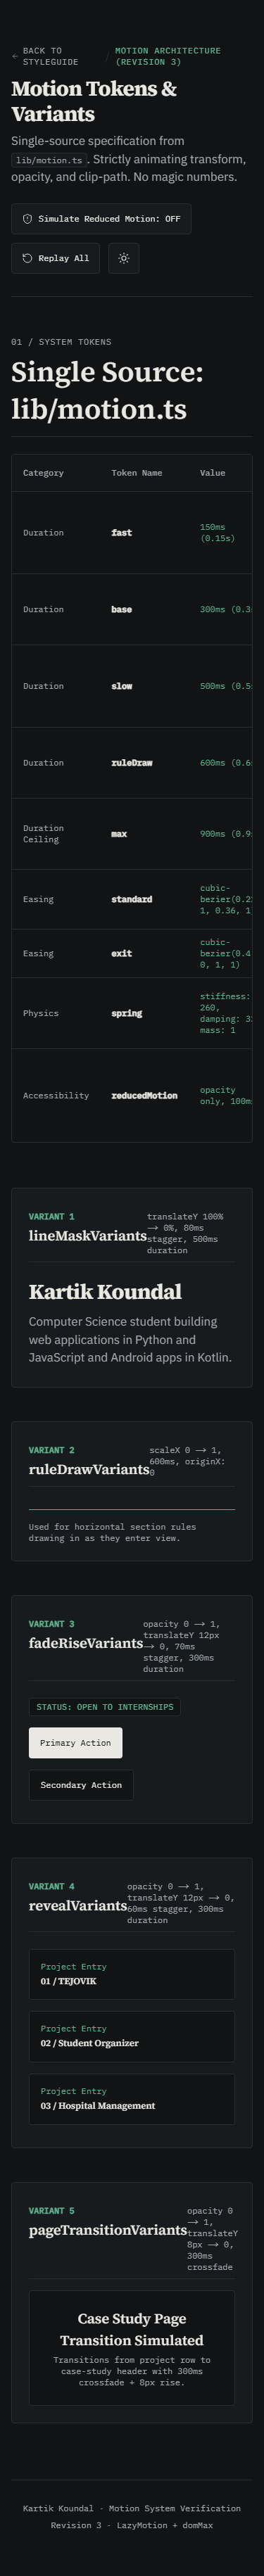 ← BACK TO STYLEGUIDE / MOTION ARCHITECTURE (REVISION 3)
Motion Tokens &
Variants
Single-source specification from
lib/motion.ts. Strictly animating transform,
opacity, and clip-path. No magic numbers.
Simulate Reduced Motion: OFF
Replay All
01 / SYSTEM TOKENS
Single Source:
lib/motion.ts
Category Token Name Value
Duration fast 150ms (0.15s)
Duration base 300ms
Duration slow 500ms
Duration ruleDraw 600ms
Duration Ceiling max 900ms
Easing standard cubic-
1, 0.36,
Easing exit cubic-
0, 1, 1)
Physics spring stiffness:
260,
damping:
mass: 1
Accessibility reducedMotion opacity
only,
VARIANT 1
lineMaskVariants
translateY 100%
→ 0%, 80ms
stagger, 500ms
duration
Kartik Koundal
Computer Science student building
web applications in Python and
JavaScript and Android apps in Kotlin.
VARIANT 2
ruleDrawVariants
scaleX 0 → 1,
600ms, originX:
0
Used for horizontal section rules
drawing in as they enter view.
VARIANT 3
fadeRiseVariants
opacity 0 → 1,
translateY 12px
→ 0, 70ms
stagger, 300ms
duration
STATUS: OPEN TO INTERNSHIPS
Primary Action
Secondary Action
VARIANT 4
revealVariants
opacity 0 → 1,
translateY 12px → 0,
60ms stagger, 300ms
duration
Project Entry
01 / TEJOVIK
Project Entry
02 / Student Organizer
Project Entry
03 / Hospital Management
VARIANT 5
pageTransitionVariants
opacity 0
→ 1,
translateY
8px → 0,
300ms
crossfade
Case Study Page
Transition Simulated
Transitions from project row to
case-study header with 300ms
crossfade + 8px rise.
Kartik Koundal · Motion System Verification
Revision 3 · LazyMotion + domMax